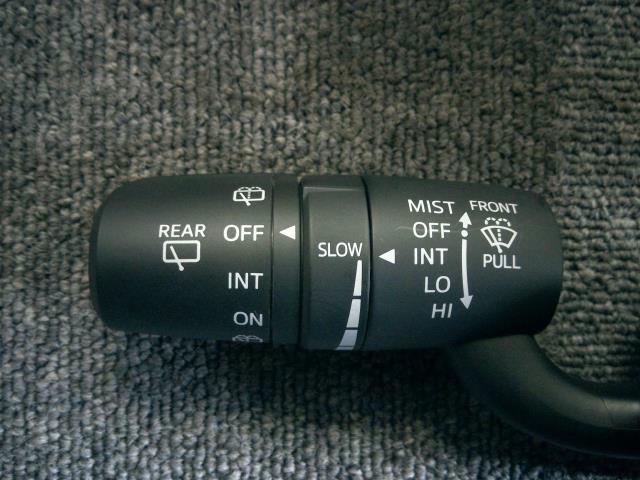 REAR
OFF
INT
ON
SLOW
MIST
OFF
INT
LO
HI
FRONT
PULL